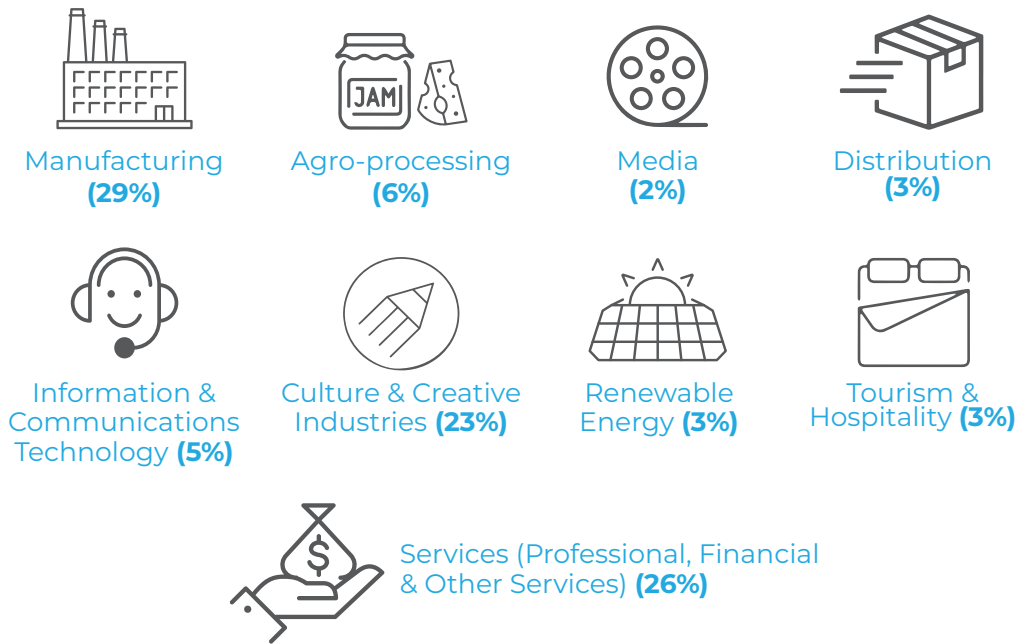 JAM
Manufacturing
(29%)
Agro-processing
(6%)
Media
(2%)
Distribution
(3%)
Information &
Communications
Technology (5%)
Culture & Creative
Industries (23%)
Renewable
Energy (3%)
Tourism &
Hospitality (3%)
$
Services (Professional, Financial
& Other Services) (26%)